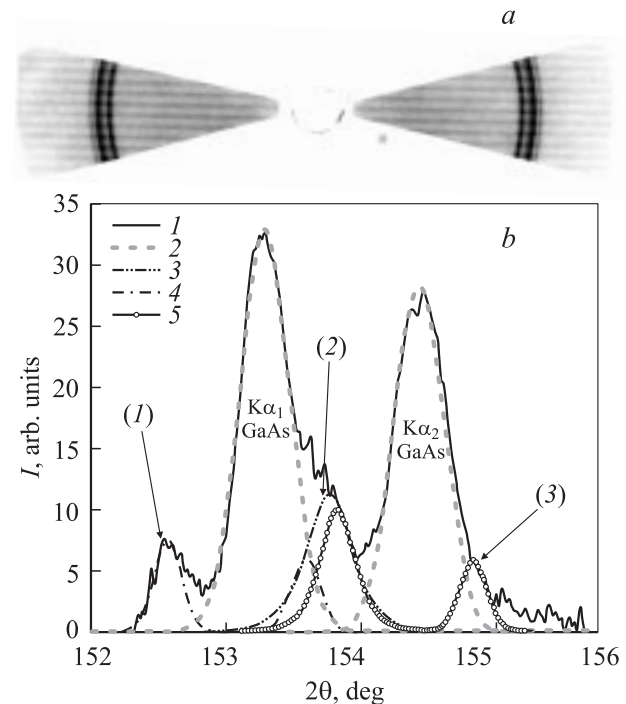 a
b
35
30
25
20
15
10
5
0
I, arb. units
1
2
3
4
5
(1)
(2)
(3)
Kα₁
GaAs
Kα₂
GaAs
152 153 154 155 156
2θ, deg